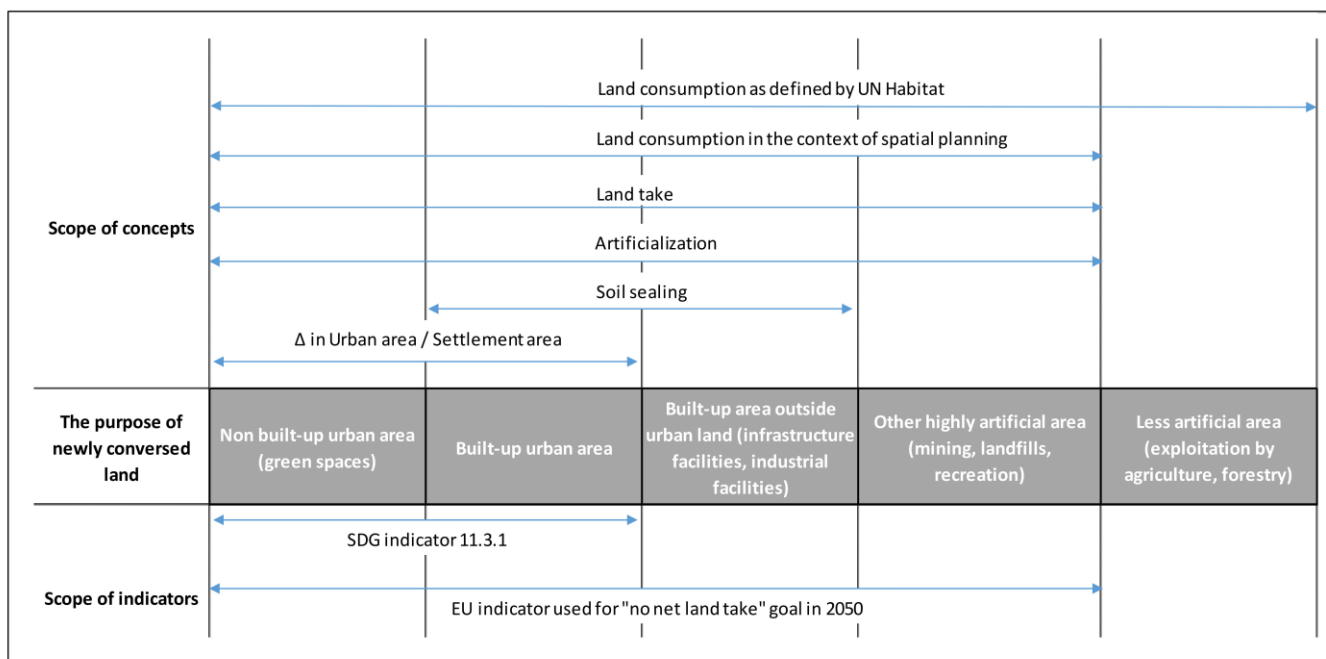 Land consumption as defined by UN Habitat
Land consumption in the context of spatial planning
Land take
Scope of concepts
Artificialization
Soil sealing
Δ in Urban area / Settlement area
The purpose of
newly conversed
land
Non built-up urban area
(green spaces)
Built-up urban area
Built-up area outside
urban land (infrastructure
facilities, industrial
facilities)
Other highly artificial area
(mining, landfills,
recreation)
Less artificial area
(exploitation by
agriculture, forestry)
SDG indicator 11.3.1
Scope of indicators
EU indicator used for "no net land take" goal in 2050